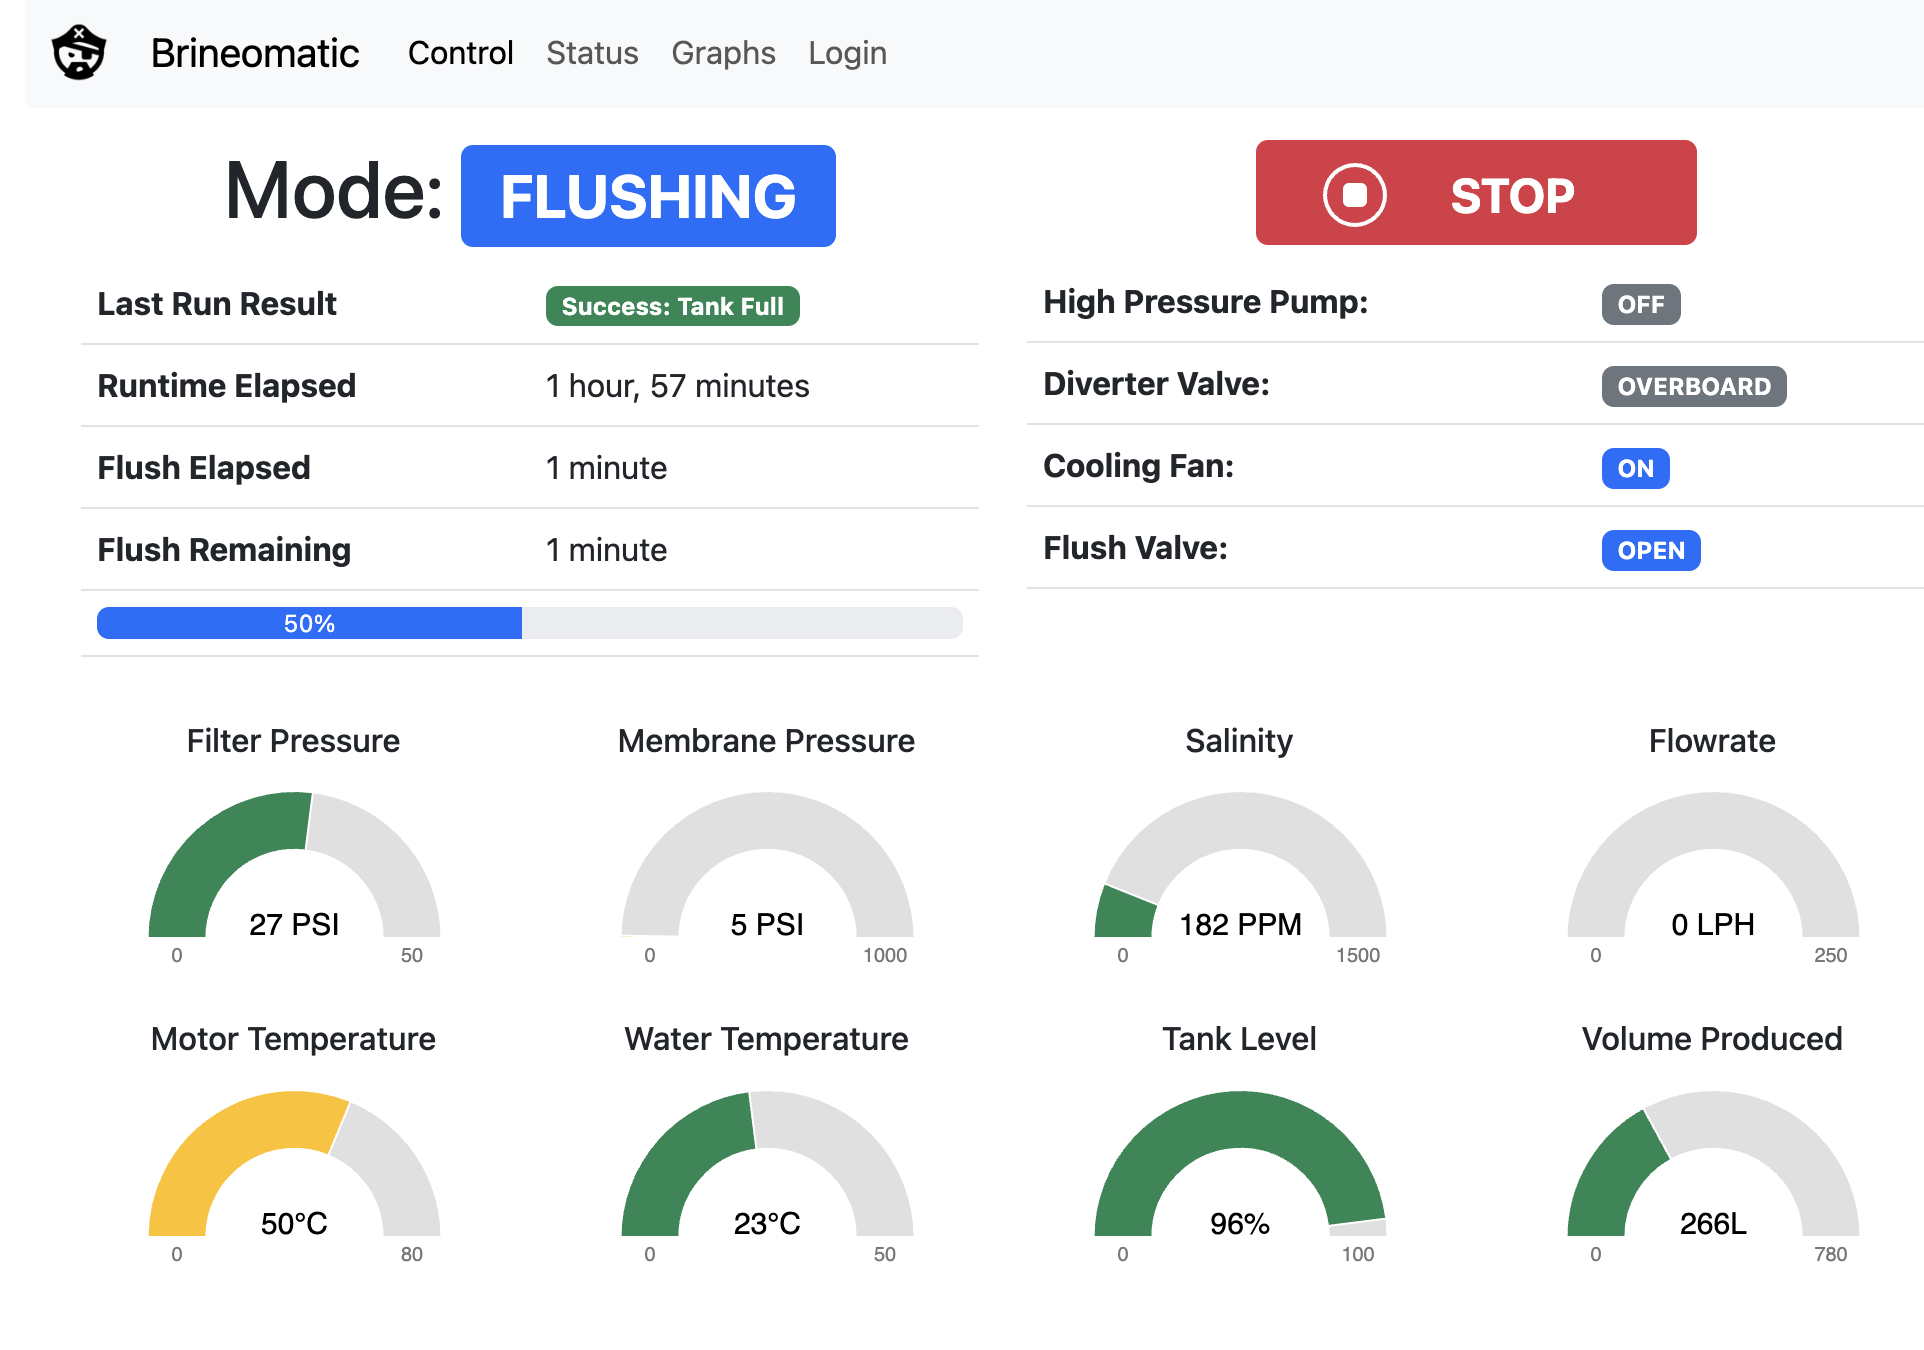 Brineomatic Control Status Graphs Login
Mode: FLUSHING
STOP
Last Run Result Success: Tank Full
Runtime Elapsed 1 hour, 57 minutes
Flush Elapsed 1 minute
Flush Remaining 1 minute
50%
High Pressure Pump: OFF
Diverter Valve: OVERBOARD
Cooling Fan: ON
Flush Valve: OPEN
Filter Pressure
27 PSI
0 50
Membrane Pressure
5 PSI
0 1000
Salinity
182 PPM
0 1500
Flowrate
0 LPH
0 250
Motor Temperature
50°C
0 80
Water Temperature
23°C
0 50
Tank Level
96%
0 100
Volume Produced
266L
0 780